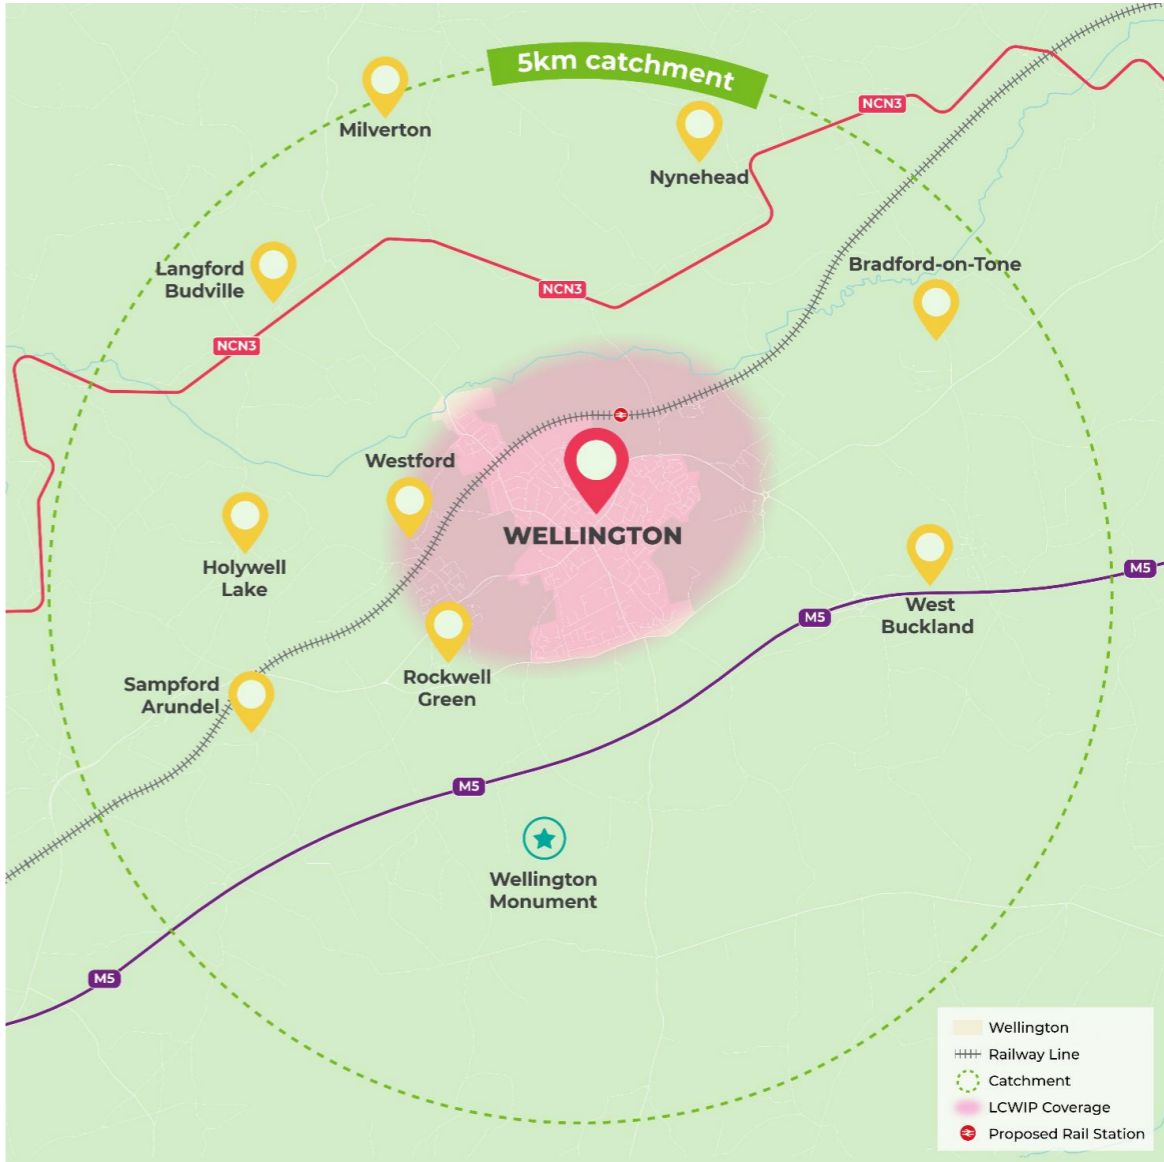 5km catchment
NCN3
Milverton
Nynehead
Langford
Budville
Bradford-on-Tone
NCN3
NCN3
Westford
WELLINGTON
Holywell
Lake
M5
West
Buckland
M5
Rockwell
Green
Sampford
Arundel
M5
Wellington
Monument
M5
Wellington
Railway Line
Catchment
LCWIP Coverage
Proposed Rail Station